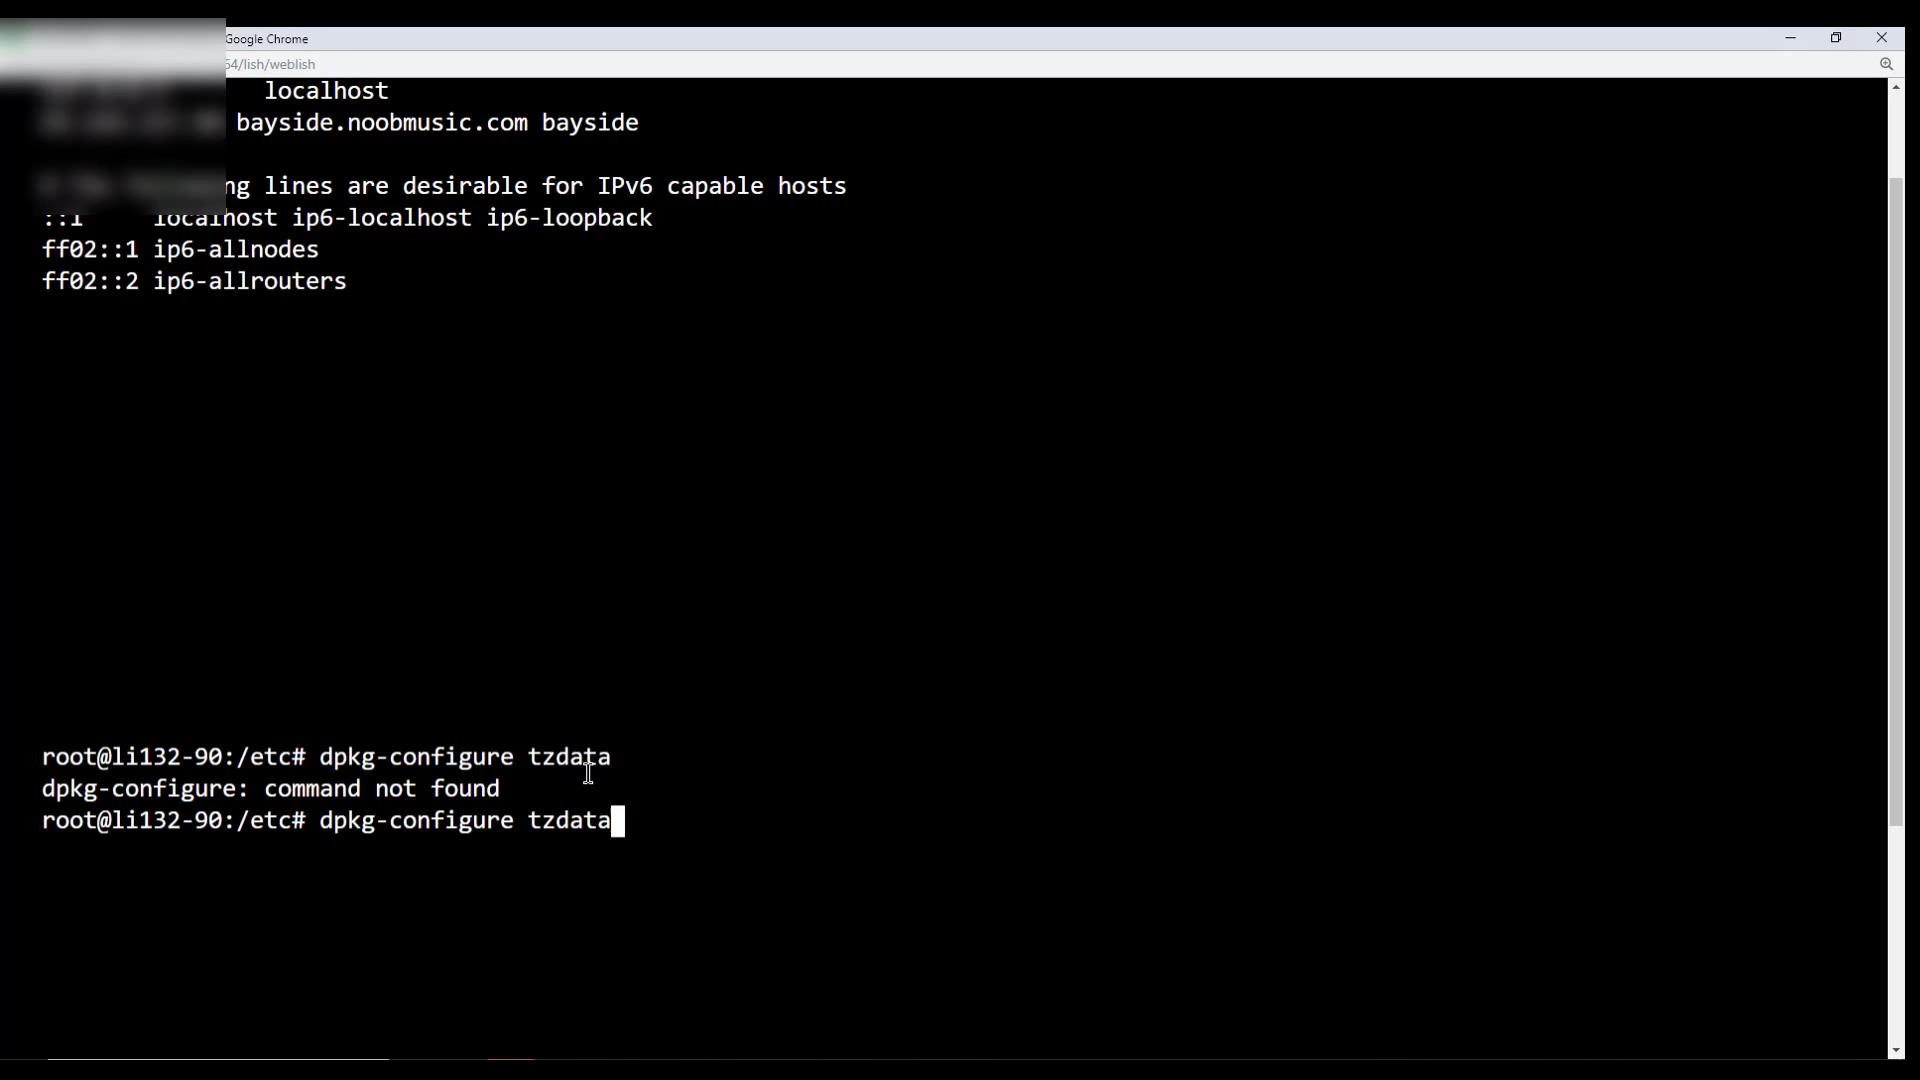 Google Chrome
64/lish/weblish
localhost
bayside.noobmusic.com bayside
ng lines are desirable for IPv6 capable hosts
::1 localhost ip6-localhost ip6-loopback
ff02::1 ip6-allnodes
ff02::2 ip6-allrouters
root@li132-90:/etc# dpkg-configure tzdata
dpkg-configure: command not found
root@li132-90:/etc# dpkg-configure tzdata